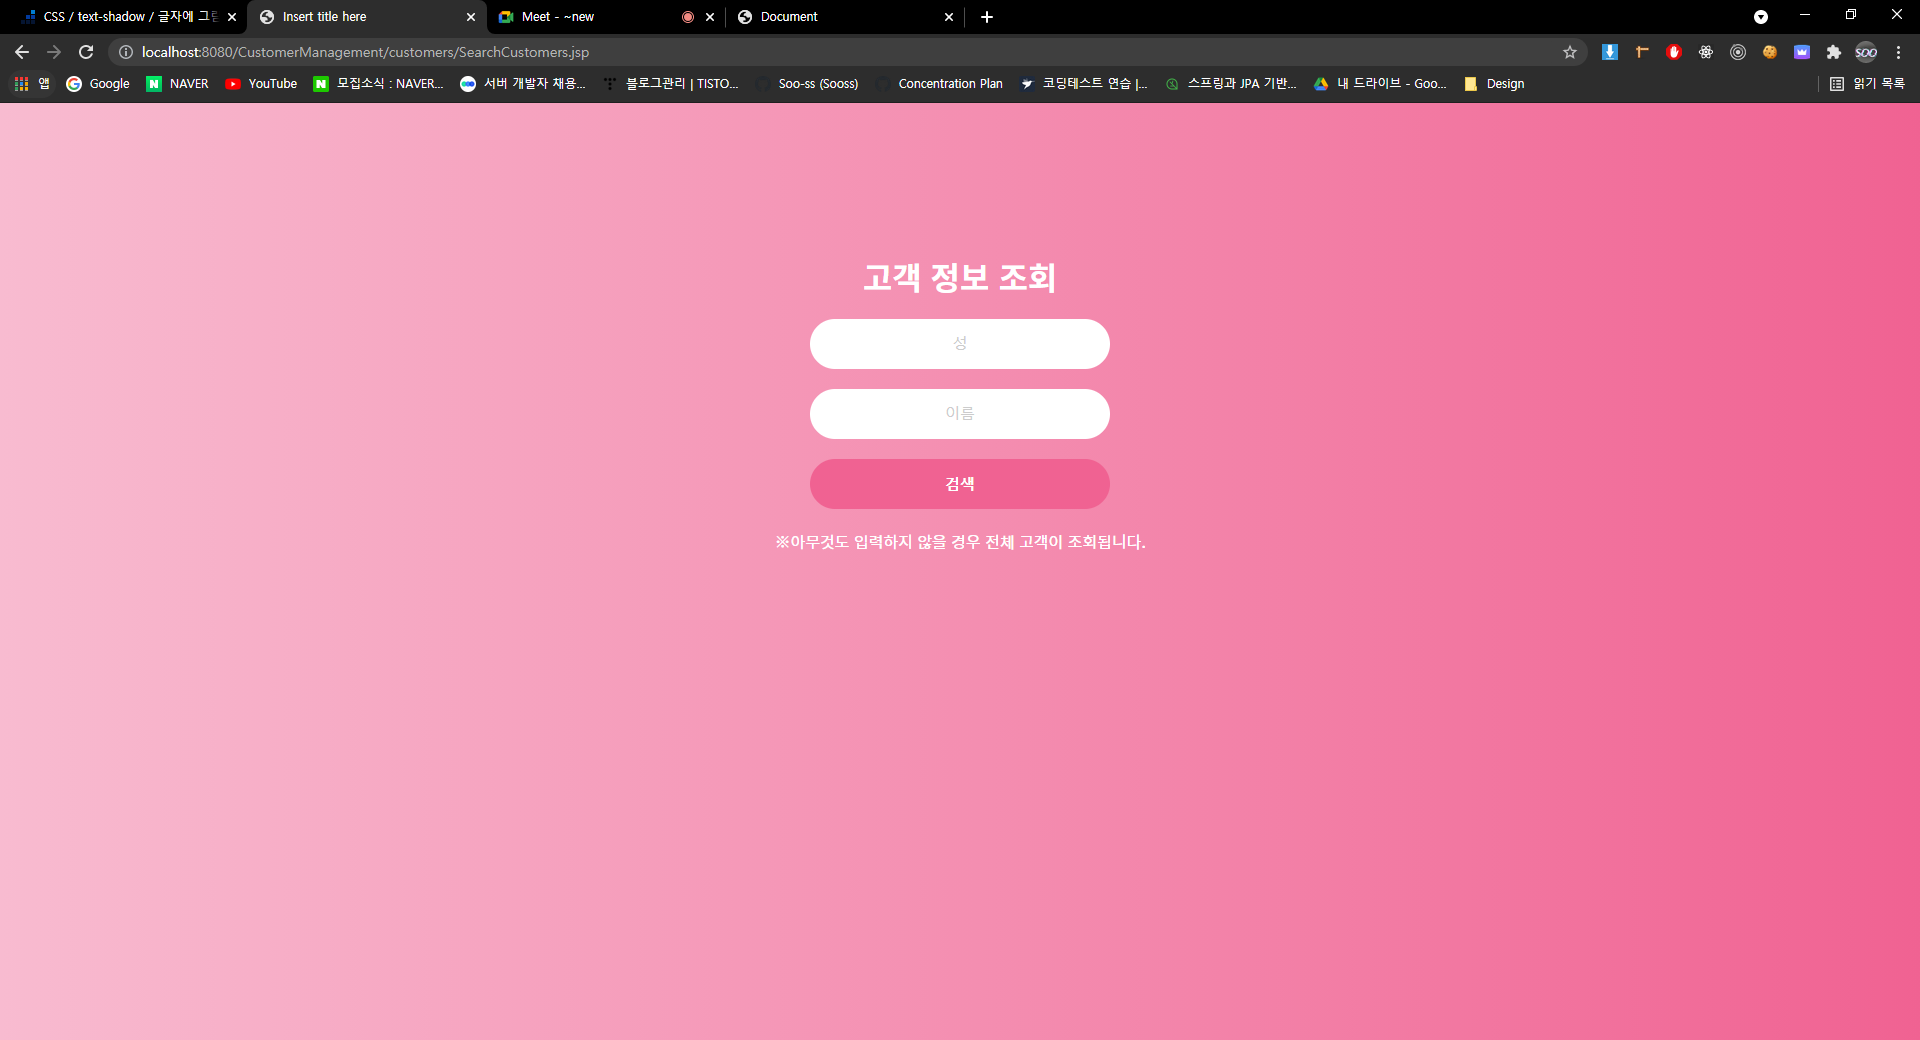 CSS / text-shadow / 글자에 그림
Insert title here
Meet - ~new
Document
localhost:8080/CustomerManagement/customers/SearchCustomers.jsp
앱
Google
NAVER
YouTube
모집소식 : NAVER...
서버 개발자 채용...
블로그관리 | TISTO...
Soo-ss (Sooss)
Concentration Plan
코딩테스트 연습 |...
스프링과 JPA 기반...
내 드라이브 - Goo...
Design
읽기 목록
고객 정보 조회
성
이름
검색
※아무것도 입력하지 않을 경우 전체 고객이 조회됩니다.